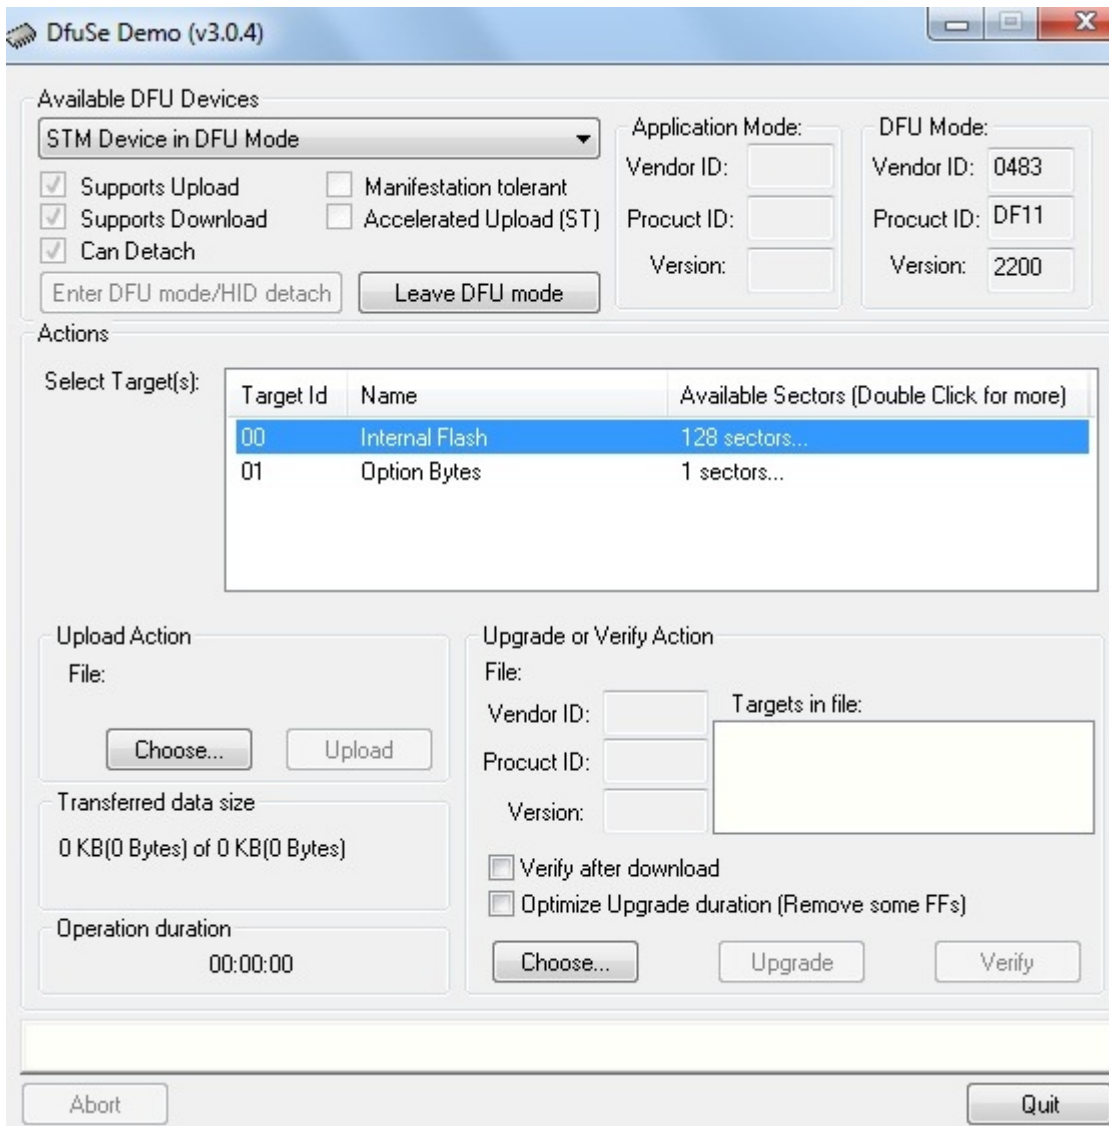 DfuSe Demo (v3.0.4)
Available DFU Devices
STM Device in DFU Mode
Supports Upload
Manifestation tolerant
Supports Download
Accelerated Upload (ST)
Can Detach
Enter DFU mode/HID detach
Leave DFU mode
Application Mode:
Vendor ID:
Procuct ID:
Version:
DFU Mode:
Vendor ID: 0483
Procuct ID: DF11
Version: 2200
Actions
Select Target(s):
Target Id Name Available Sectors (Double Click for more)
00 Internal Flash 128 sectors...
01 Option Bytes 1 sectors...
Upload Action
File:
Choose... Upload
Transferred data size
0 KB(0 Bytes) of 0 KB(0 Bytes)
Operation duration
00:00:00
Upgrade or Verify Action
File:
Vendor ID:
Procuct ID:
Version:
Targets in file:
Verify after download
Optimize Upgrade duration (Remove some FFs)
Choose... Upgrade Verify
Abort
Quit